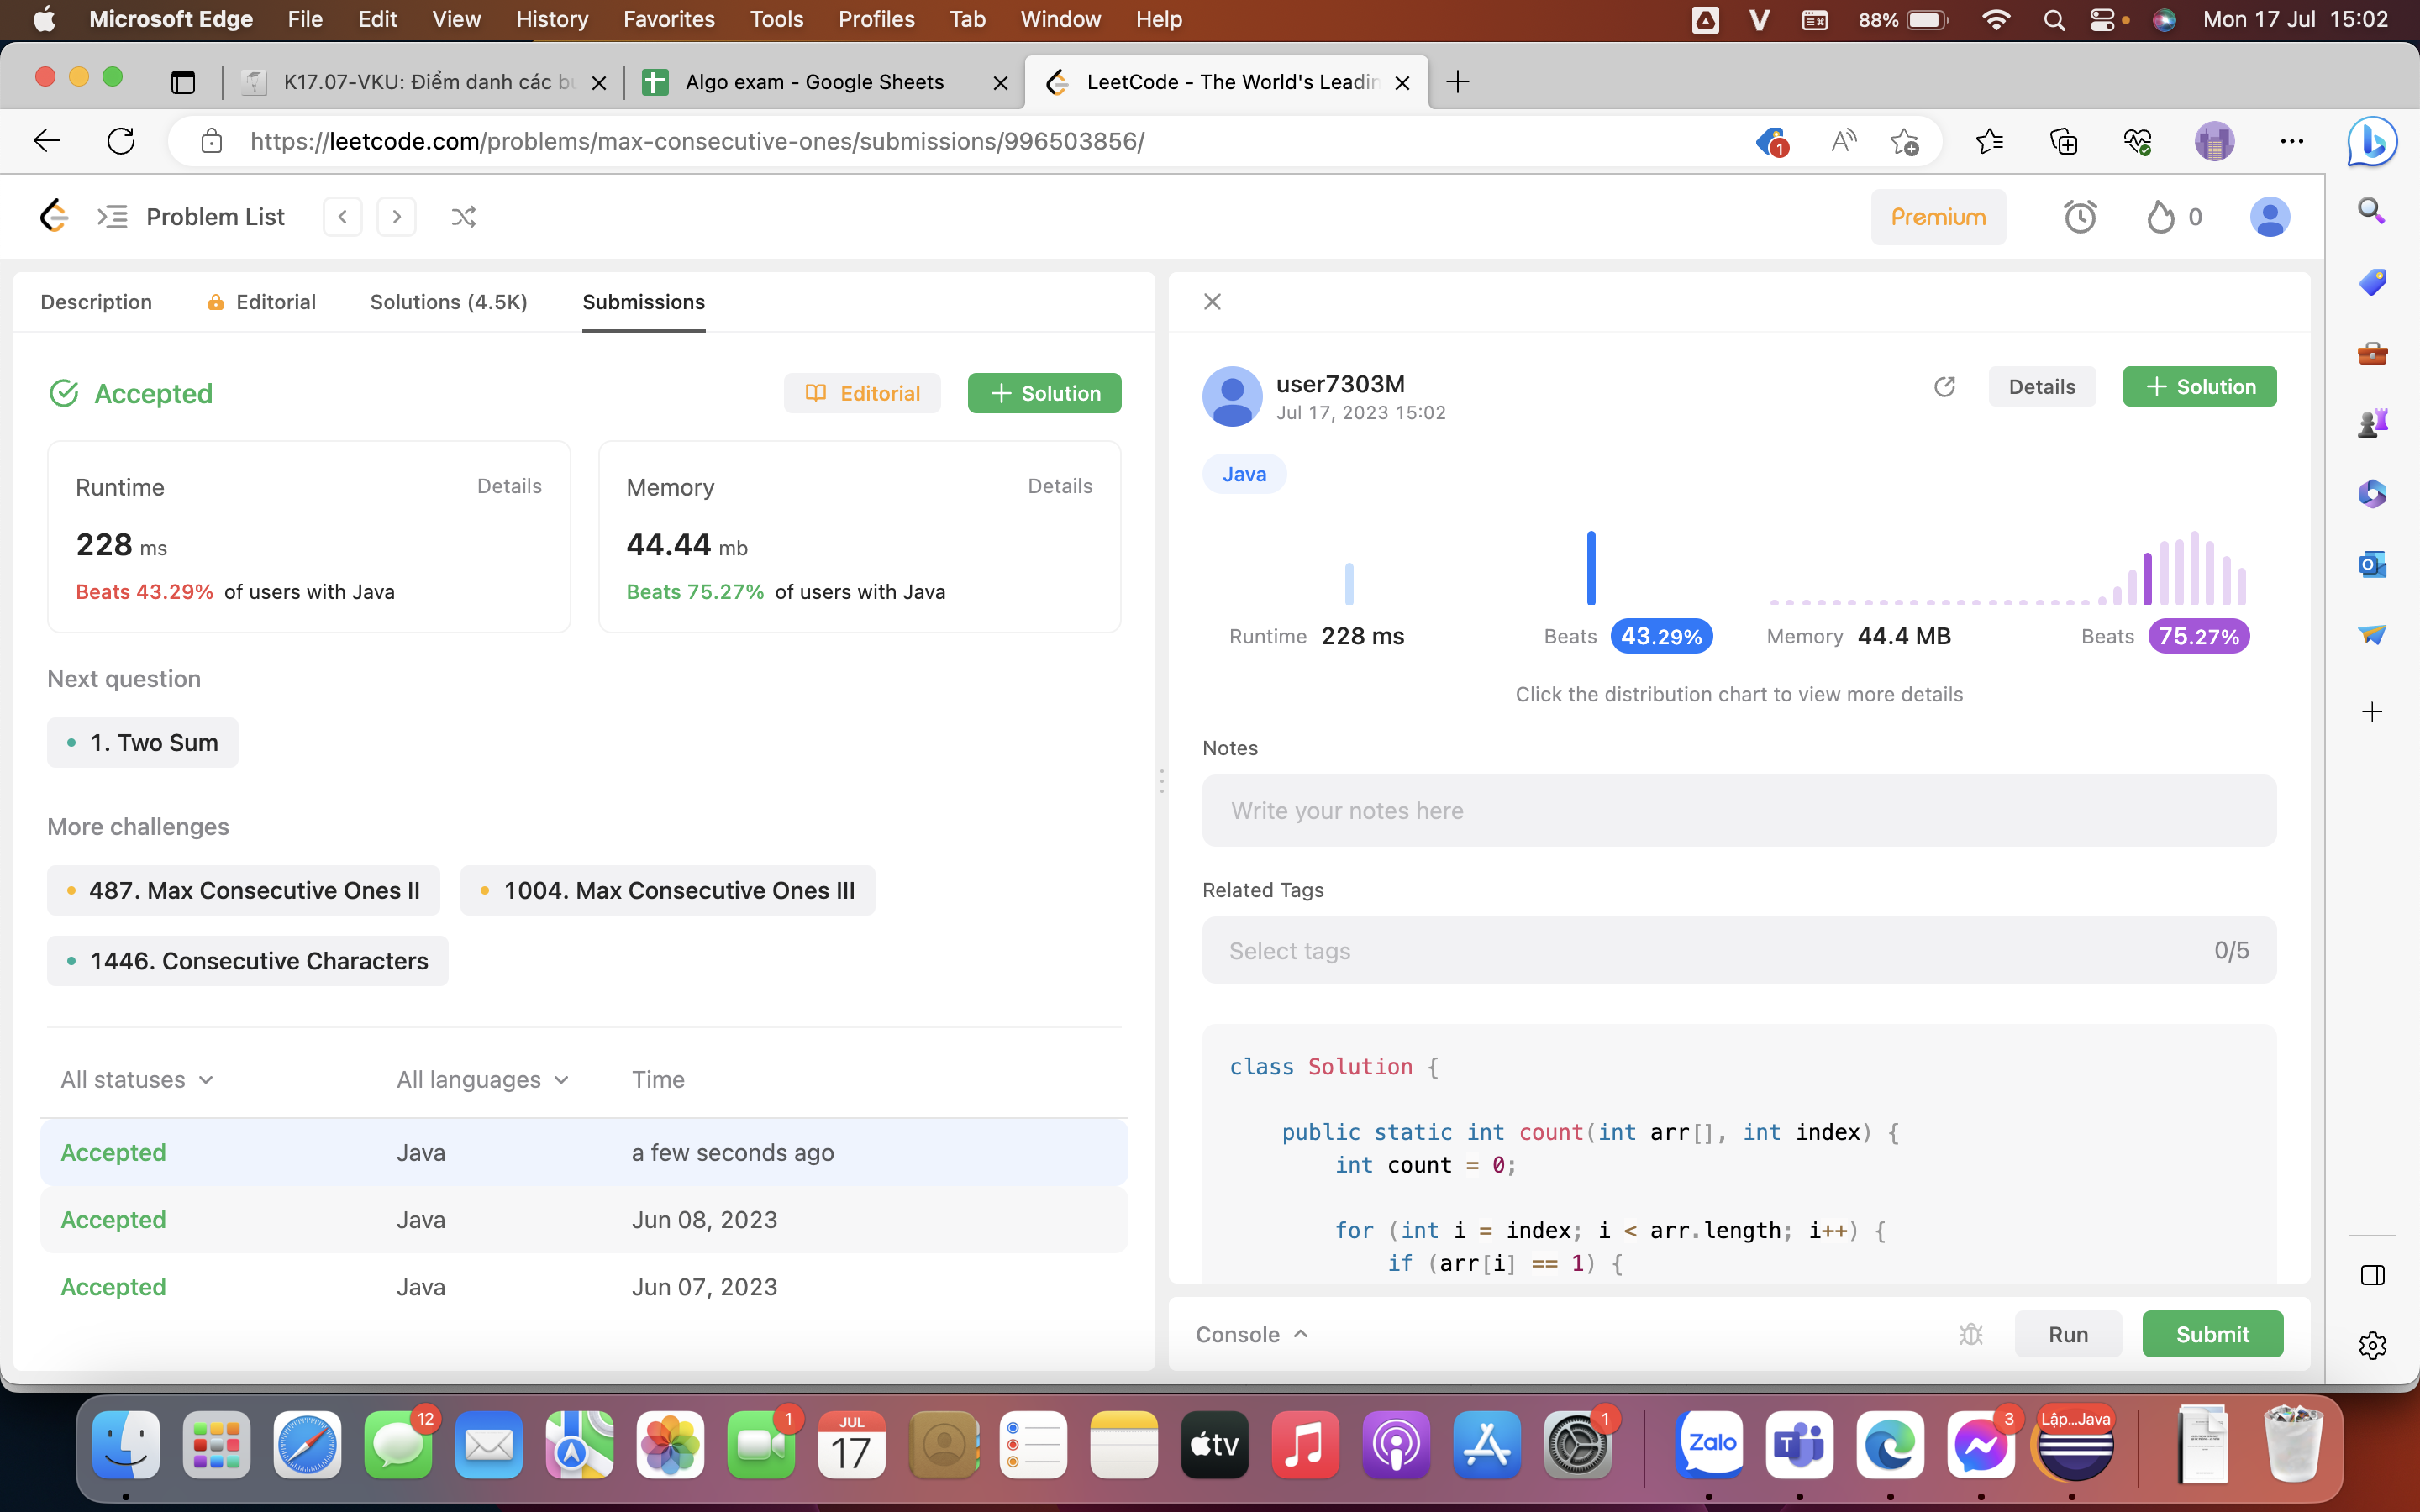 Microsoft Edge File Edit View History Favorites Tools Profiles Tab Window Help 88% Mon 17 Jul 15:02
K17.07-VKU: Điểm danh các bu Algo exam - Google Sheets LeetCode - The World's Leadin
https://leetcode.com/problems/max-consecutive-ones/submissions/996503856/ 1
Problem List Premium 0
Description Editorial Solutions (4.5K) Submissions
Accepted Editorial Solution
Runtime Details
228 ms
Beats 43.29% of users with Java
Memory Details
44.44 mb
Beats 75.27% of users with Java
Next question
1. Two Sum
More challenges
487. Max Consecutive Ones II 1004. Max Consecutive Ones III
1446. Consecutive Characters
All statuses All languages Time
Accepted Java a few seconds ago
Accepted Java Jun 08, 2023
Accepted Java Jun 07, 2023
user7303M
Jul 17, 2023 15:02
Details Solution
Java
Runtime 228 ms Beats 43.29% Memory 44.4 MB Beats 75.27%
Click the distribution chart to view more details
Notes
Write your notes here
Related Tags
Select tags 0/5
class Solution {
public static int count(int arr[], int index) {
int count = 0;
for (int i = index; i < arr.length; i++) {
if (arr[i] == 1) {
Console Run Submit
12 1 JUL 17 tv 1 Zalo T 3 Lập...Java